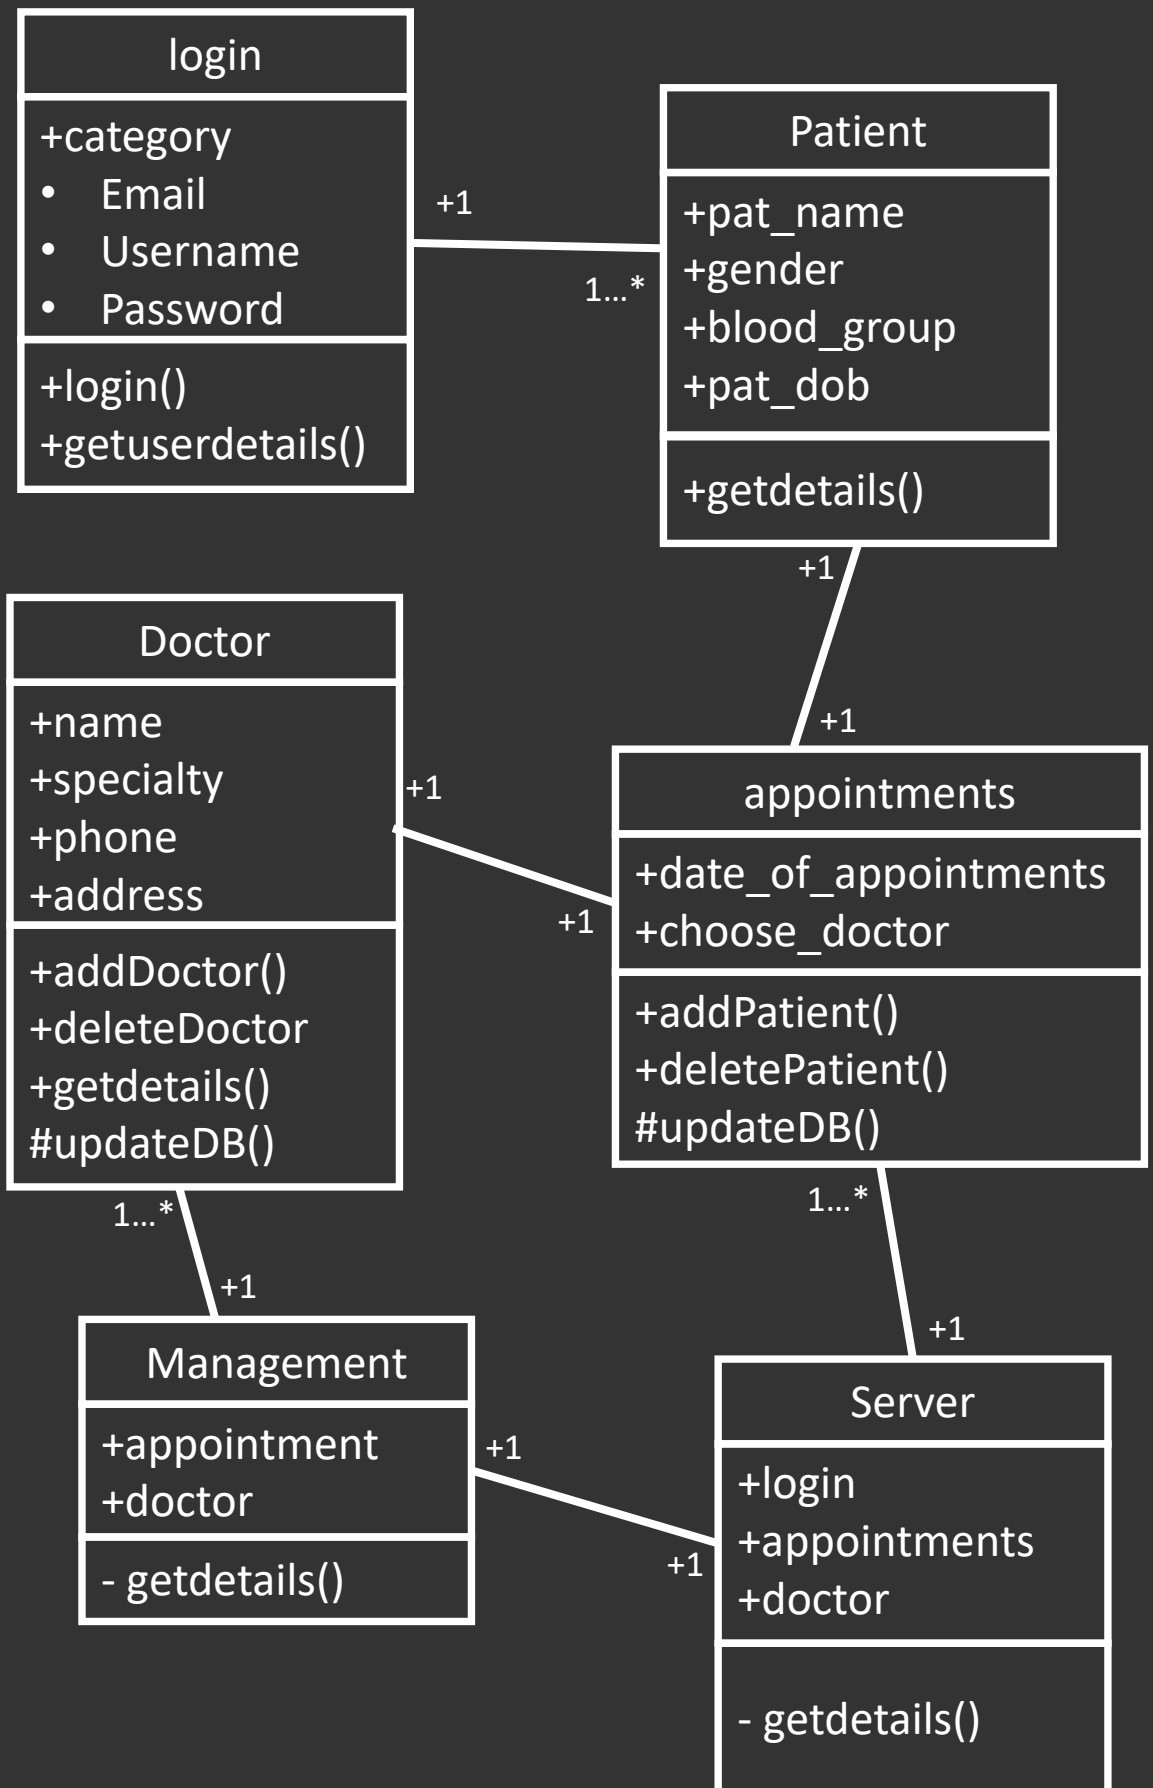 login
+category
• Email
• Username
• Password
+login()
+getuserdetails()
+1
1...*
Patient
+pat_name
+gender
+blood_group
+pat_dob
+getdetails()
+1
+1
Doctor
+name
+specialty
+phone
+address
+addDoctor()
+deleteDoctor
+getdetails()
#updateDB()
+1
+1
appointments
+date_of_appointments
+choose_doctor
+addPatient()
+deletePatient()
#updateDB()
1...*
+1
1...*
+1
Management
+appointment
+doctor
- getdetails()
+1
+1
Server
+login
+appointments
+doctor
- getdetails()